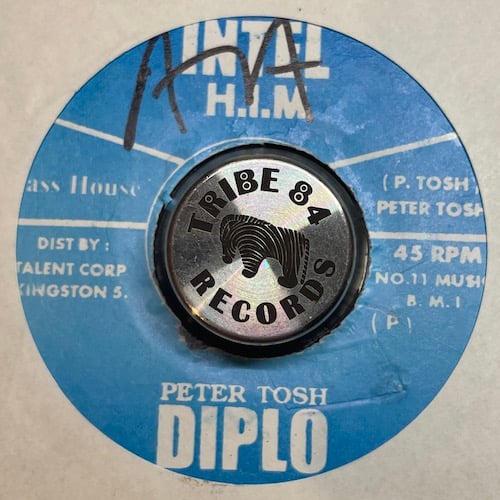 INTEL
H.I.M
ass House
( P. TOSH
PETER TOSH
DIST BY :
TALENT CORP
KINGSTON 5.
45 RPM
NO.11 MUSI
B. M. I
( P )
TRIBE 84
RECORDS
PETER TOSH
DIPLO